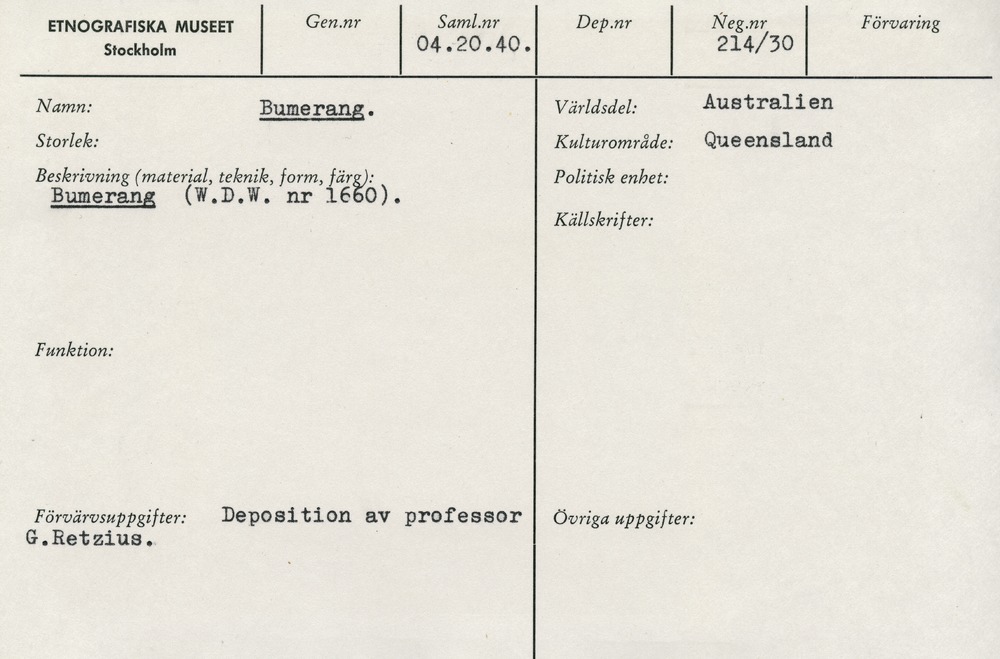 ETNOGRAFISKA MUSEET
Stockholm
Gen.nr
Saml.nr
04.20.40.
Dep.nr
Neg.nr
214/30
Förvaring
Namn: Bumerang.
Storlek:
Beskrivning (material, teknik, form, färg):
Bumerang (W.D.W. nr 1660).
Funktion:
Förvärvsuppgifter: Deposition av professor
G.Retzius.
Världsdel: Australien
Kulturområde: Queensland
Politisk enhet:
Källskrifter:
Övriga uppgifter: